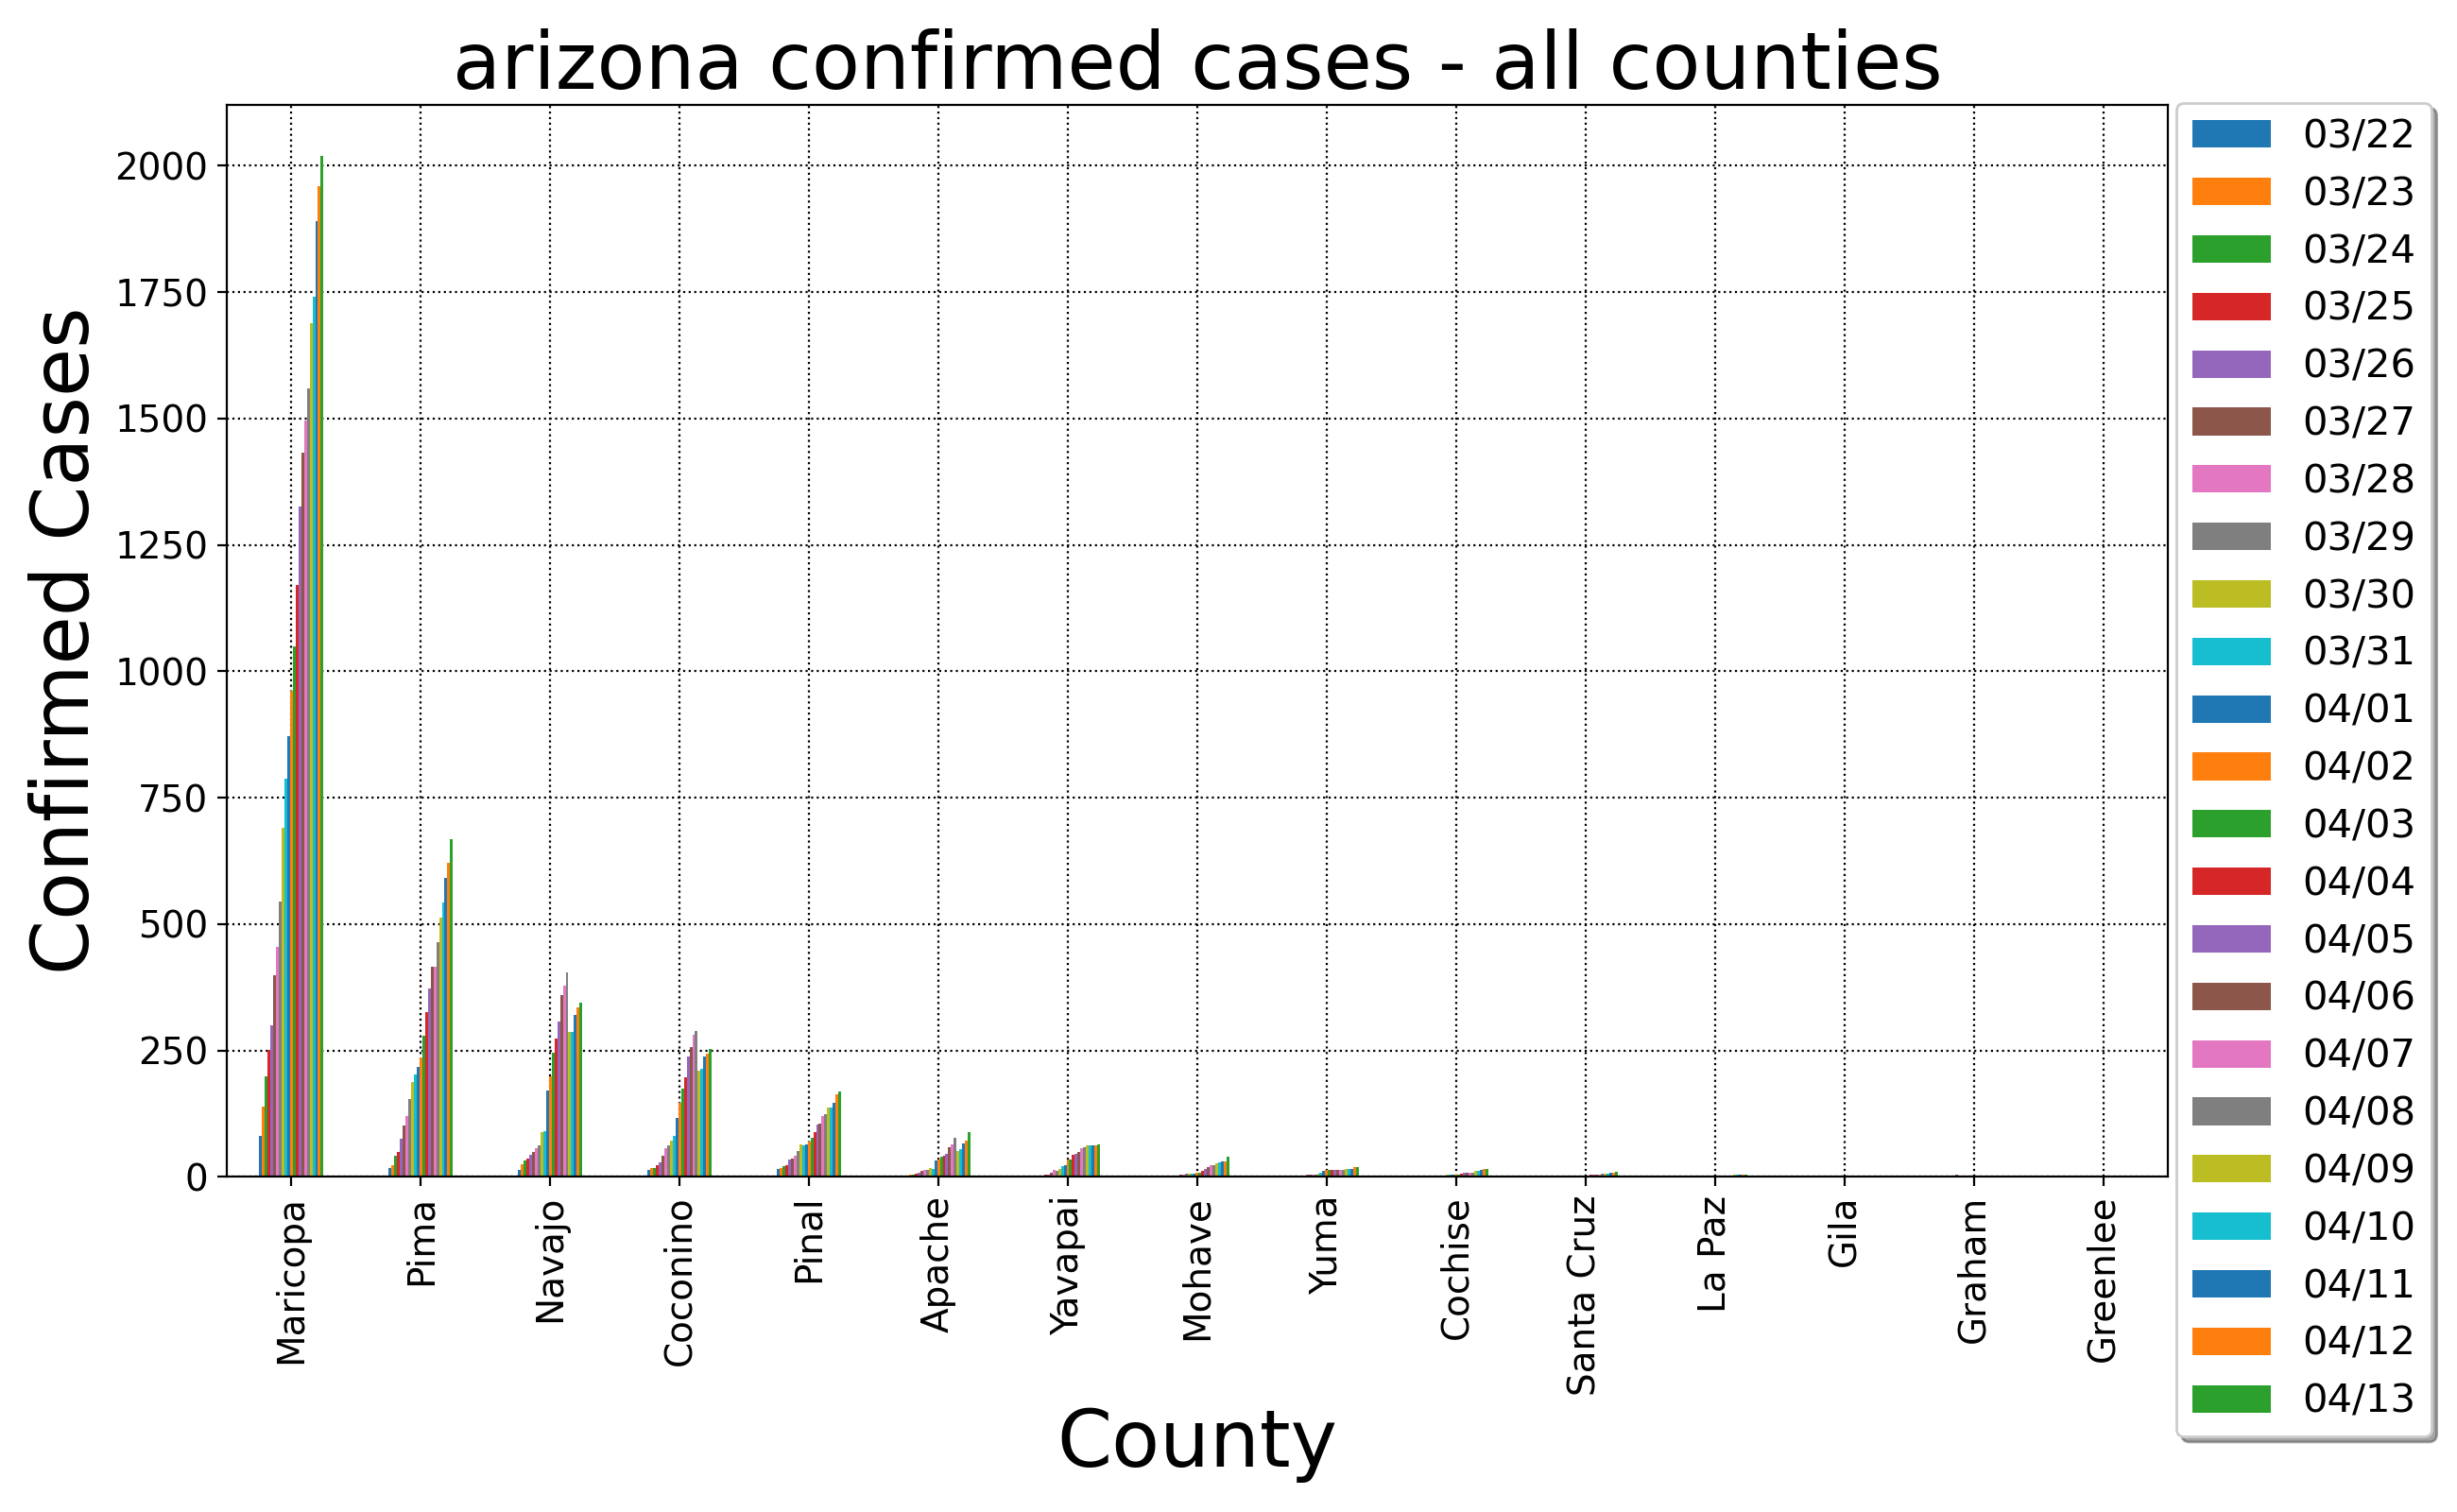 arizona confirmed cases - all counties
Confirmed Cases
2000
1750
1500
1250
1000
750
500
250
0
Maricopa
Pima
Navajo
Coconino
Pinal
Apache
Yavapai
Mohave
Yuma
Cochise
Santa Cruz
La Paz
Gila
Graham
Greenlee
County
03/22
03/23
03/24
03/25
03/26
03/27
03/28
03/29
03/30
03/31
04/01
04/02
04/03
04/04
04/05
04/06
04/07
04/08
04/09
04/10
04/11
04/12
04/13